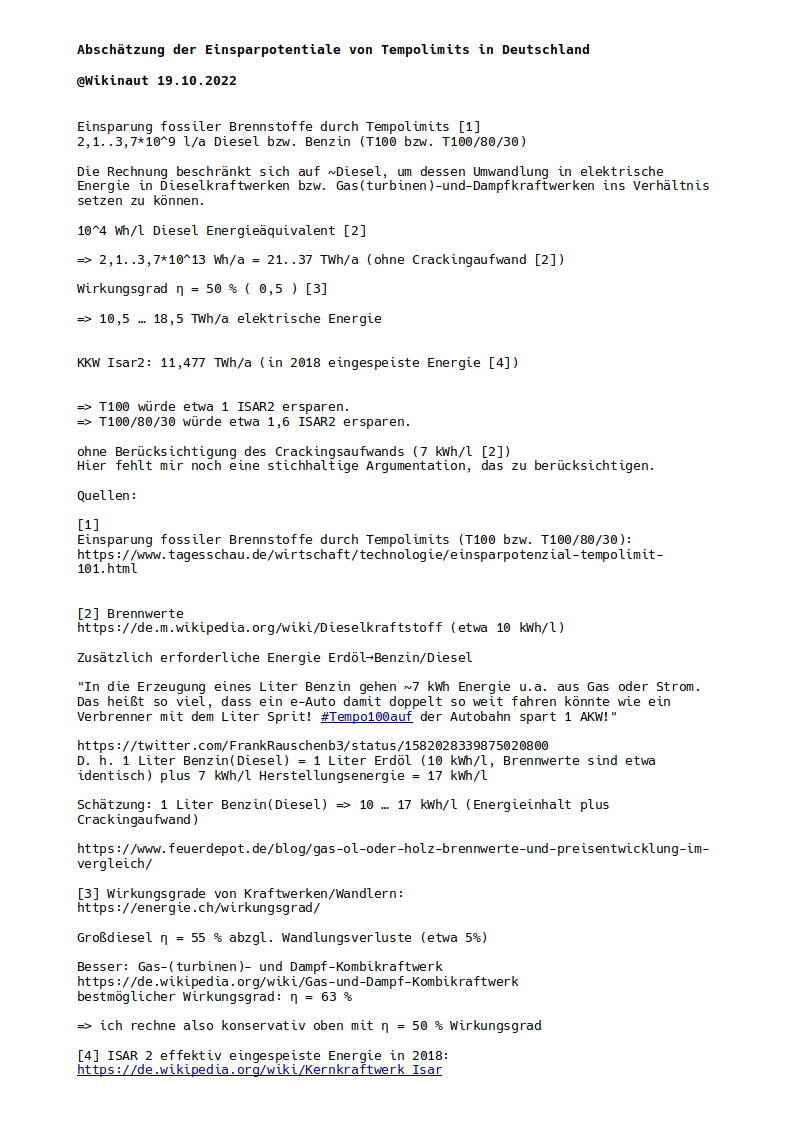 Abschätzung der Einsparpotentiale von Tempolimits in Deutschland
@Wikinaut 19.10.2022
Einsparung fossiler Brennstoffe durch Tempolimits [1]
2,1..3,7*10^9 l/a Diesel bzw. Benzin (T100 bzw. T100/80/30)
Die Rechnung beschränkt sich auf ~Diesel, um dessen Umwandlung in elektrische
Energie in Dieselkraftwerken bzw. Gas(turbinen)-und-Dampfkraftwerken ins Verhältnis
setzen zu können.
10^4 Wh/l Diesel Energieäquivalent [2]
=> 2,1..3,7*10^13 Wh/a = 21..37 TWh/a (ohne Crackingaufwand [2])
Wirkungsgrad η = 50 % ( 0,5 ) [3]
=> 10,5 … 18,5 TWh/a elektrische Energie
KKW Isar2: 11,477 TWh/a (in 2018 eingespeiste Energie [4])
=> T100 würde etwa 1 ISAR2 ersparen.
=> T100/80/30 würde etwa 1,6 ISAR2 ersparen.
ohne Berücksichtigung des Crackingsaufwands (7 kWh/l [2])
Hier fehlt mir noch eine stichhaltige Argumentation, das zu berücksichtigen.
Quellen:
[1]
Einsparung fossiler Brennstoffe durch Tempolimits (T100 bzw. T100/80/30):
https://www.tagesschau.de/wirtschaft/technologie/einsparpotenzial-tempolimit-
101.html
[2] Brennwerte
https://de.m.wikipedia.org/wiki/Dieselkraftstoff (etwa 10 kWh/l)
Zusätzlich erforderliche Energie Erdöl→Benzin/Diesel
"In die Erzeugung eines Liter Benzin gehen ~7 kWh Energie u.a. aus Gas oder Strom.
Das heißt so viel, dass ein e-Auto damit doppelt so weit fahren könnte wie ein
Verbrenner mit dem Liter Sprit! #Tempo100auf der Autobahn spart 1 AKW!"
https://twitter.com/FrankRauschenb3/status/1582028339875020800
D. h. 1 Liter Benzin(Diesel) = 1 Liter Erdöl (10 kWh/l, Brennwerte sind etwa
identisch) plus 7 kWh/l Herstellungsenergie = 17 kWh/l
Schätzung: 1 Liter Benzin(Diesel) => 10 … 17 kWh/l (Energieinhalt plus
Crackingaufwand)
https://www.feuerdepot.de/blog/gas-ol-oder-holz-brennwerte-und-preisentwicklung-im-
vergleich/
[3] Wirkungsgrade von Kraftwerken/Wandlern:
https://energie.ch/wirkungsgrad/
Großdiesel η = 55 % abzgl. Wandlungsverluste (etwa 5%)
Besser: Gas-(turbinen)- und Dampf-Kombikraftwerk
https://de.wikipedia.org/wiki/Gas-und-Dampf-Kombikraftwerk
bestmöglicher Wirkungsgrad: η = 63 %
=> ich rechne also konservativ oben mit η = 50 % Wirkungsgrad
[4] ISAR 2 effektiv eingespeiste Energie in 2018:
https://de.wikipedia.org/wiki/Kernkraftwerk_Isar